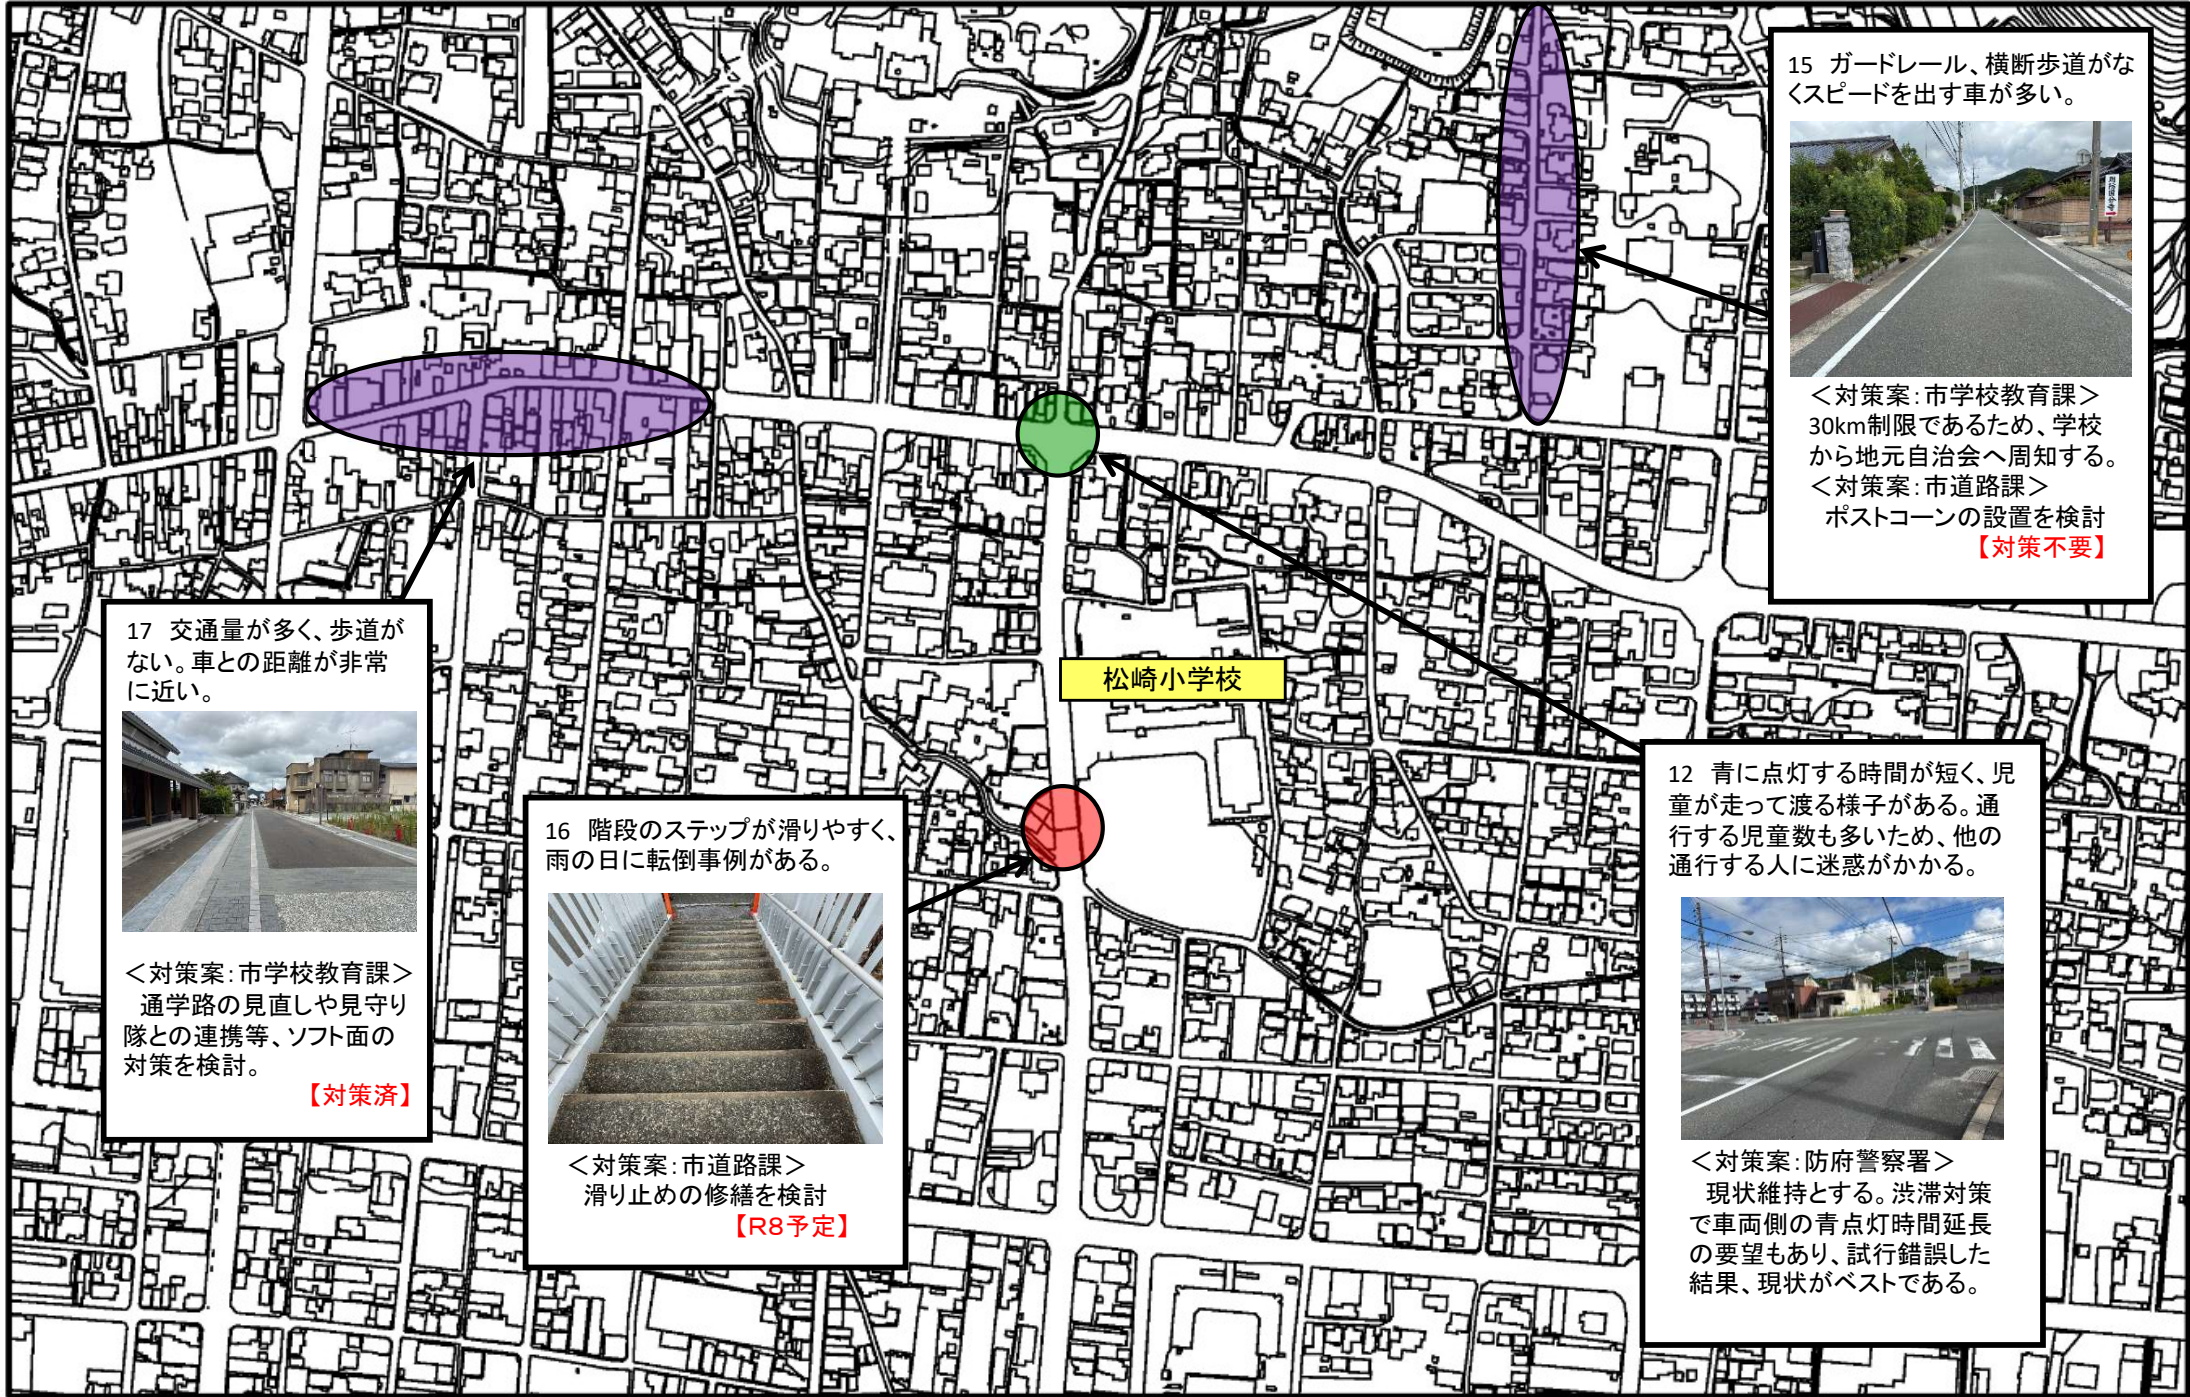 15 ガードレール、横断歩道がな
くスピードを出す車が多い。
＜対策案：市学校教育課＞
30km制限であるため、学校
から地元自治会へ周知する。
＜対策案：市道路課＞
ポストコーンの設置を検討
【対策不要】
17 交通量が多く、歩道が
ない。車との距離が非常
に近い。
＜対策案：市学校教育課＞
通学路の見直しや見守り
隊との連携等、ソフト面の
対策を検討。
【対策済】
松崎小学校
16 階段のステップが滑りやすく、
雨の日に転倒事例がある。
＜対策案：市道路課＞
滑り止めの修繕を検討
【R8予定】
12 青に点灯する時間が短く、児
童が走って渡る様子がある。通
行する児童数も多いため、他の
通行する人に迷惑がかかる。
＜対策案：防府警察署＞
現状維持とする。渋滞対策
で車両側の青点灯時間延長
の要望もあり、試行錯誤した
結果、現状がベストである。